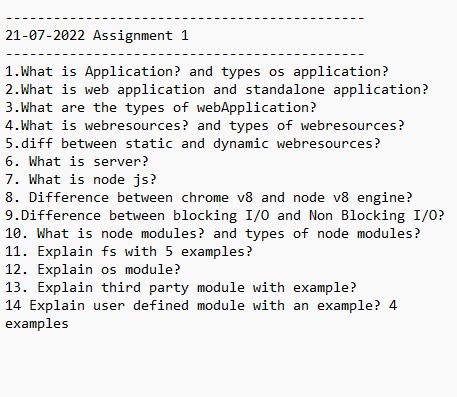 ---------------------------------------------
21-07-2022 Assignment 1
---------------------------------------------
1.What is Application? and types os application?
2.What is web application and standalone application?
3.What are the types of webApplication?
4.What is webresources? and types of webresources?
5.diff between static and dynamic webresources?
6. What is server?
7. What is node js?
8. Difference between chrome v8 and node v8 engine?
9.Difference between blocking I/O and Non Blocking I/O?
10. What is node modules? and types of node modules?
11. Explain fs with 5 examples?
12. Explain os module?
13. Explain third party module with example?
14 Explain user defined module with an example? 4
examples